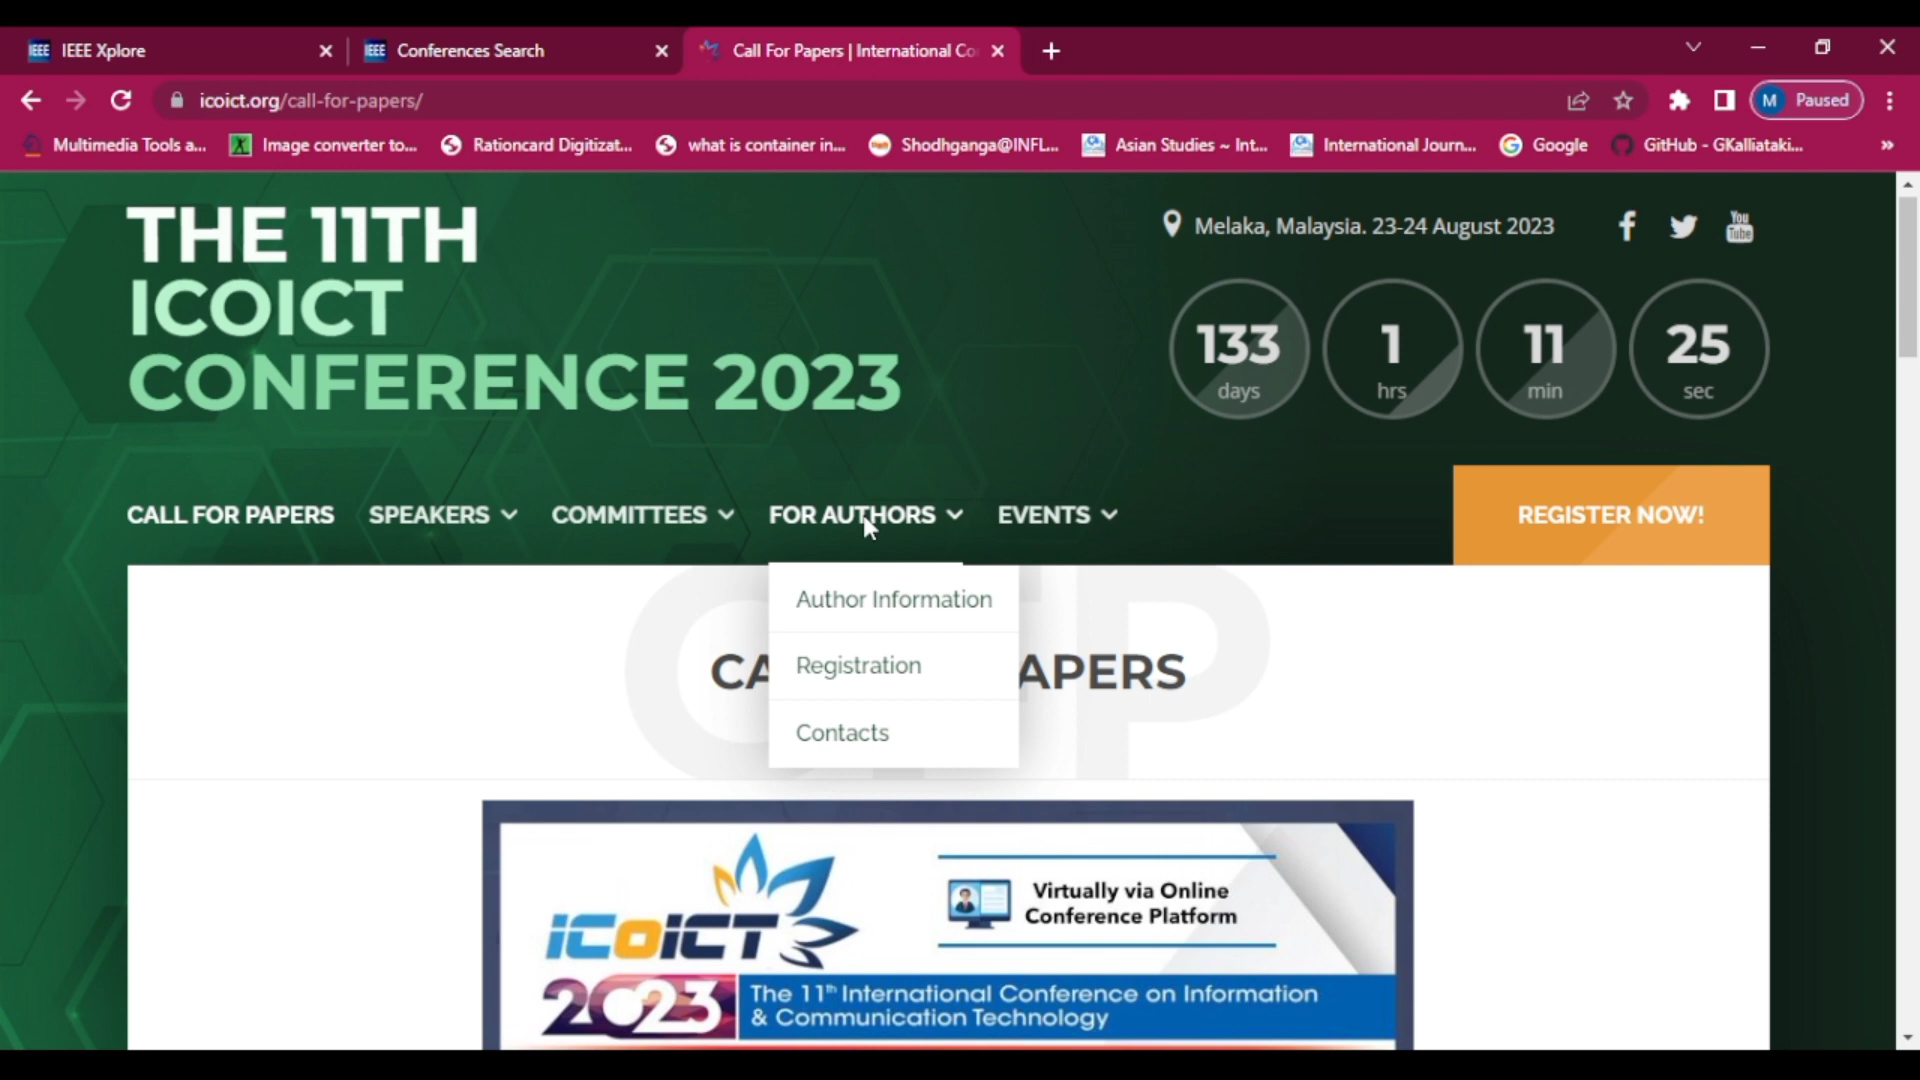 IEEE IEEE Xplore
IEEE Conferences Search
Call For Papers | International Co
icoict.org/call-for-papers/
M Paused
Multimedia Tools a...
Image converter to...
Rationcard Digitizat...
what is container in...
Shodhganga@INFL...
Asian Studies ~ Int...
International Journ...
Google
GitHub - GKalliataki...
THE 11TH
ICOICT
CONFERENCE 2023
Melaka, Malaysia. 23-24 August 2023
You
Tube
133 1 11 25
days hrs min sec
CALL FOR PAPERS SPEAKERS COMMITTEES FOR AUTHORS EVENTS REGISTER NOW!
Author Information
Registration
Contacts
CA APERS
iCoiCT
Virtually via Online
Conference Platform
2023
The 11th International Conference on Information
& Communication Technology